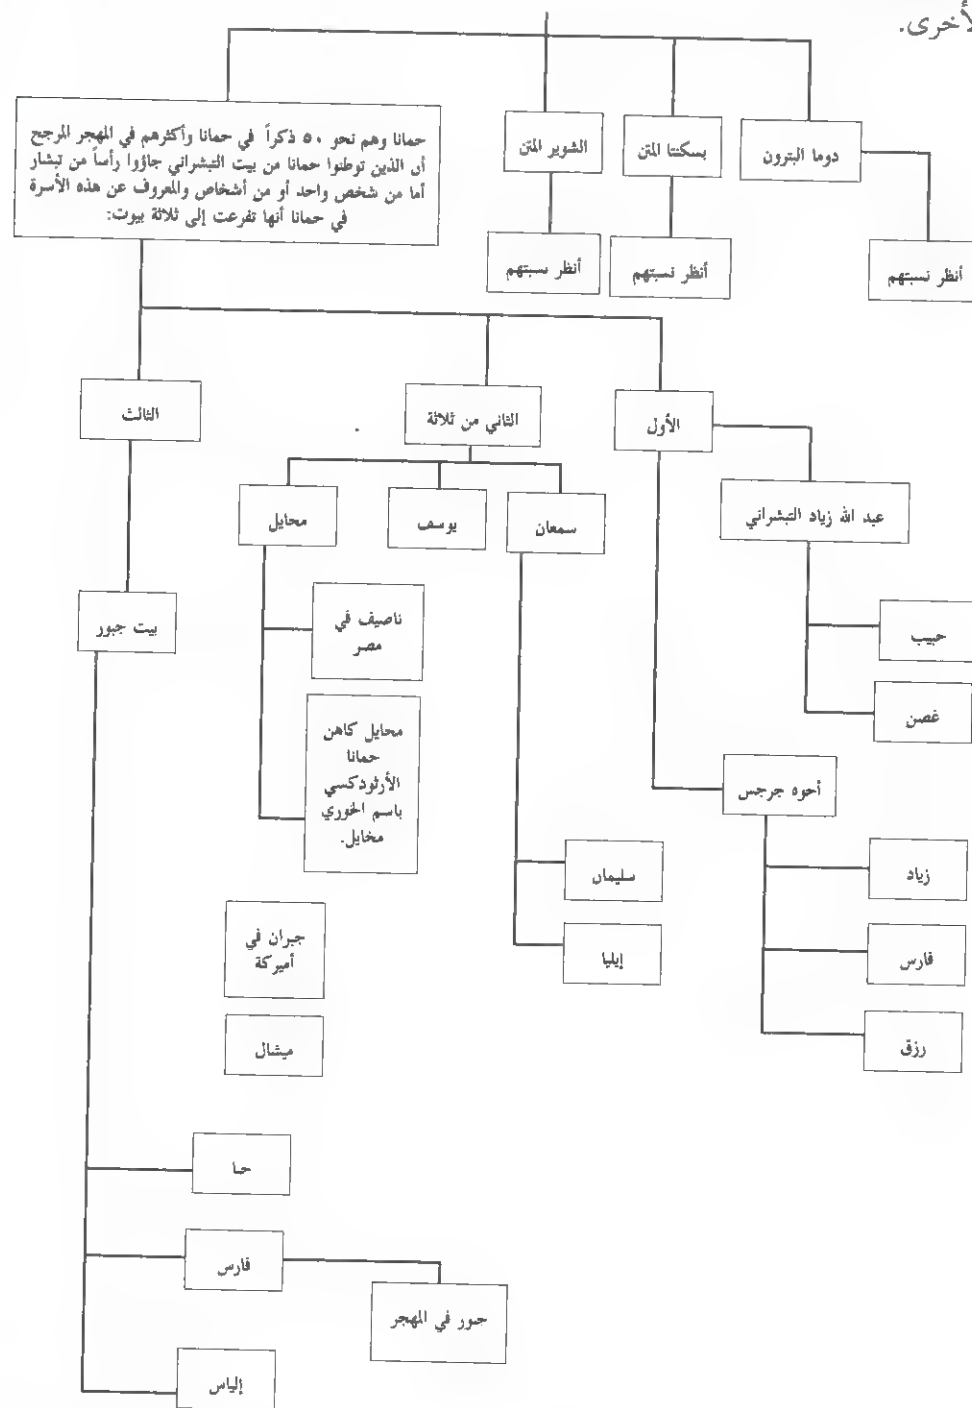 الأخرى.
دوما البترون
بسكنتا المتن
الشوير المتن
حمانا وهم نحو ٥٠ ذكراً في حمانا وأكثرهم في المهجر المرجح
أن الذين توطنوا حمانا من بيت التبشراني جاؤوا رأساً من تبشار
أما من شخص واحد أو من أشخاص والمعروف عن هذه الأسرة
في حمانا أنها تفرعت إلى ثلاثة بيوت:
أنظر نسبتهم
أنظر نسبتهم
أنظر نسبتهم
الأول
الثاني من ثلاثة
الثالث
عبد الله زياد التبشراني
سمعان
يوسف
محايل
حبيب
غصن
ناصيف في
مصر
بيت جبور
محايل كاهن
حمانا
الأرثودكسي
باسم الخوري
مخايل.
أخوه جرجس
زياد
فارس
رزق
سليمان
إيليا
جبران في
أميركة
ميشال
حنا
فارس
جبور في المهجر
إلياس